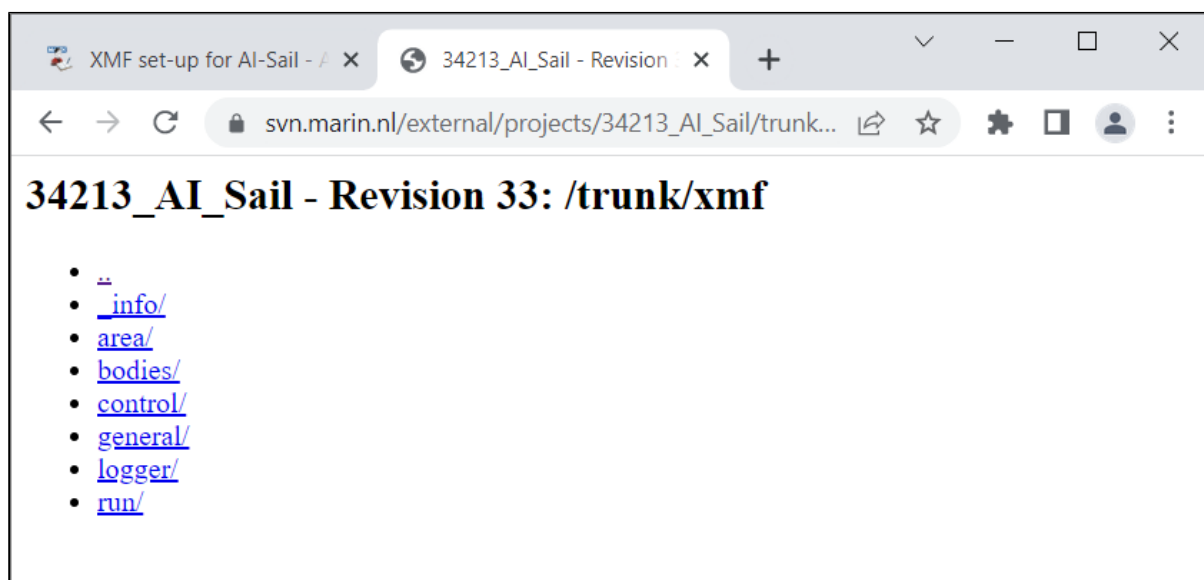 XMF set-up for AI-Sail - A
34213_AI_Sail - Revision
svn.marin.nl/external/projects/34213_AI_Sail/trunk...
34213_AI_Sail - Revision 33: /trunk/xmf
..
_info/
area/
bodies/
control/
general/
logger/
run/